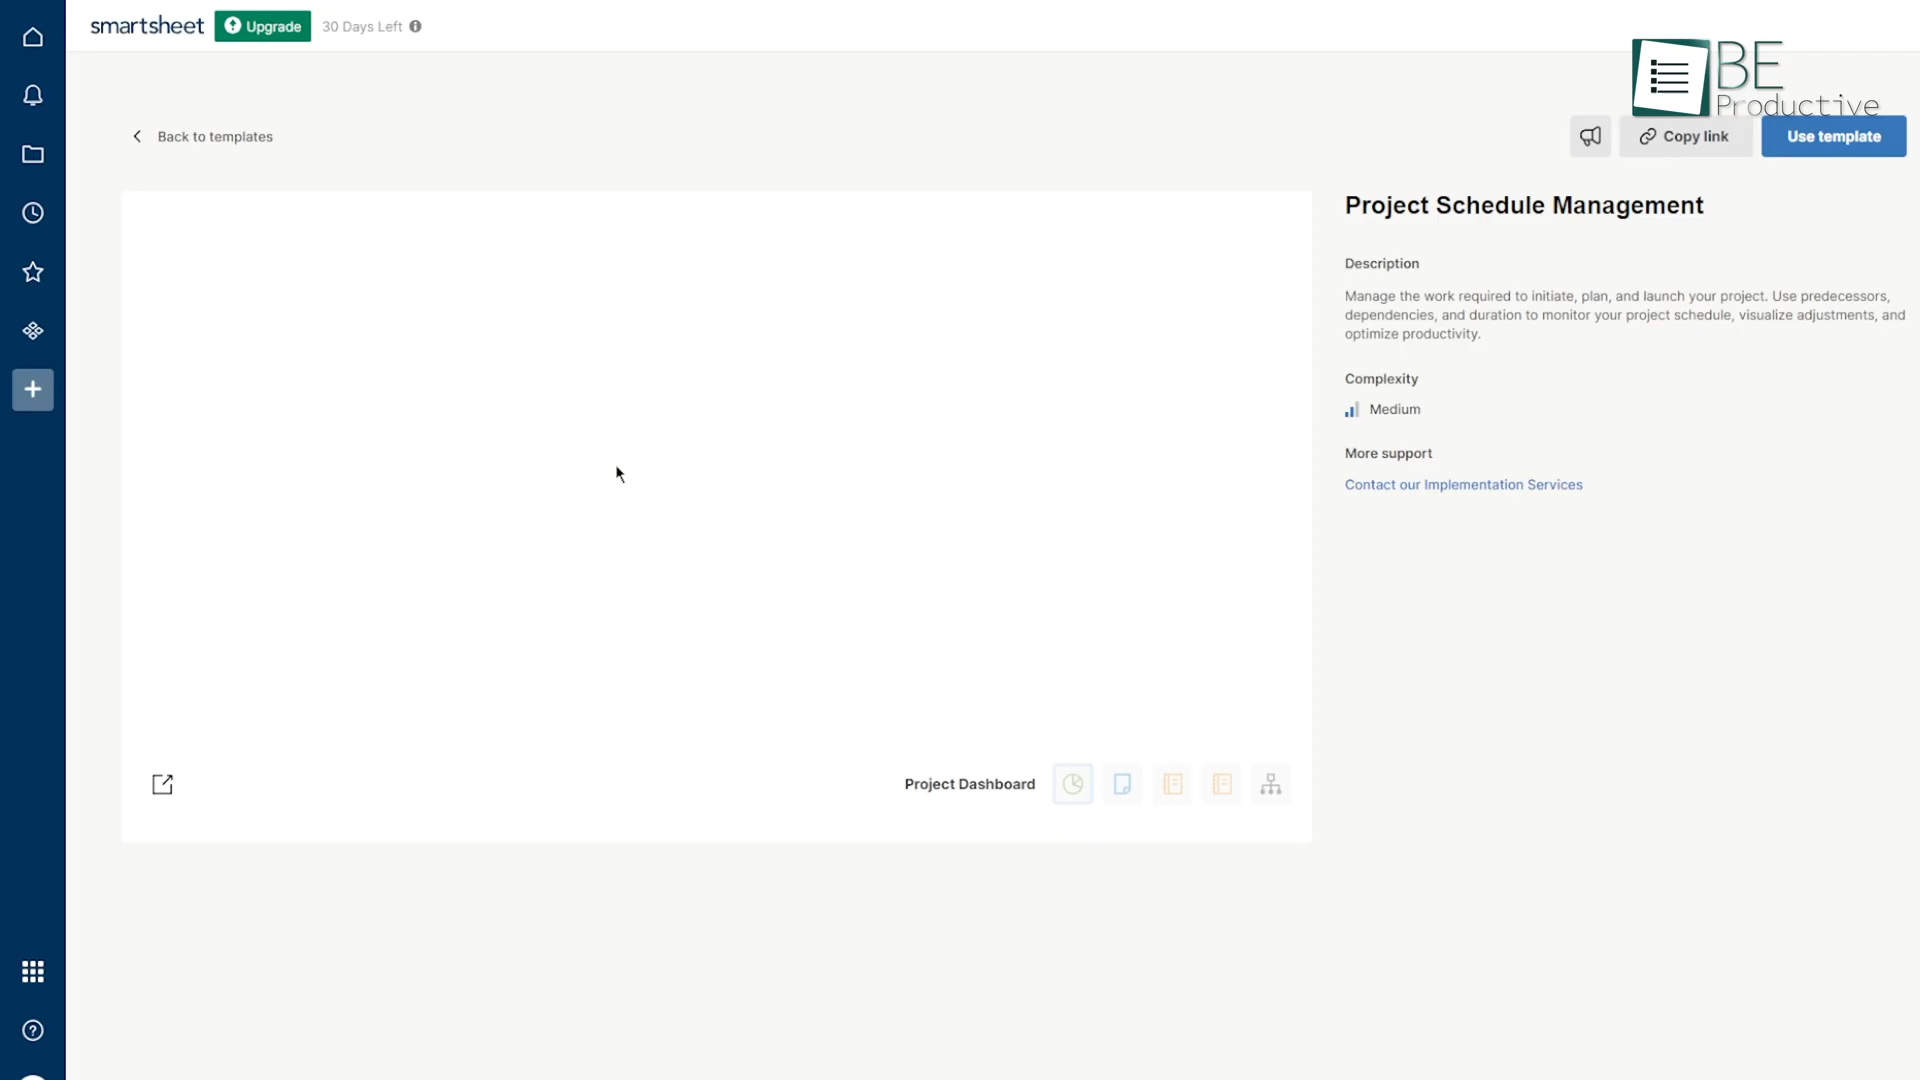 smartsheet
Upgrade
30 Days Left
BE
Productive
Back to templates
Copy link
Use template
Project Schedule Management
Description
Manage the work required to initiate, plan, and launch your project. Use predecessors,
dependencies, and duration to monitor your project schedule, visualize adjustments, and
optimize productivity.
Complexity
Medium
More support
Contact our Implementation Services
Project Dashboard